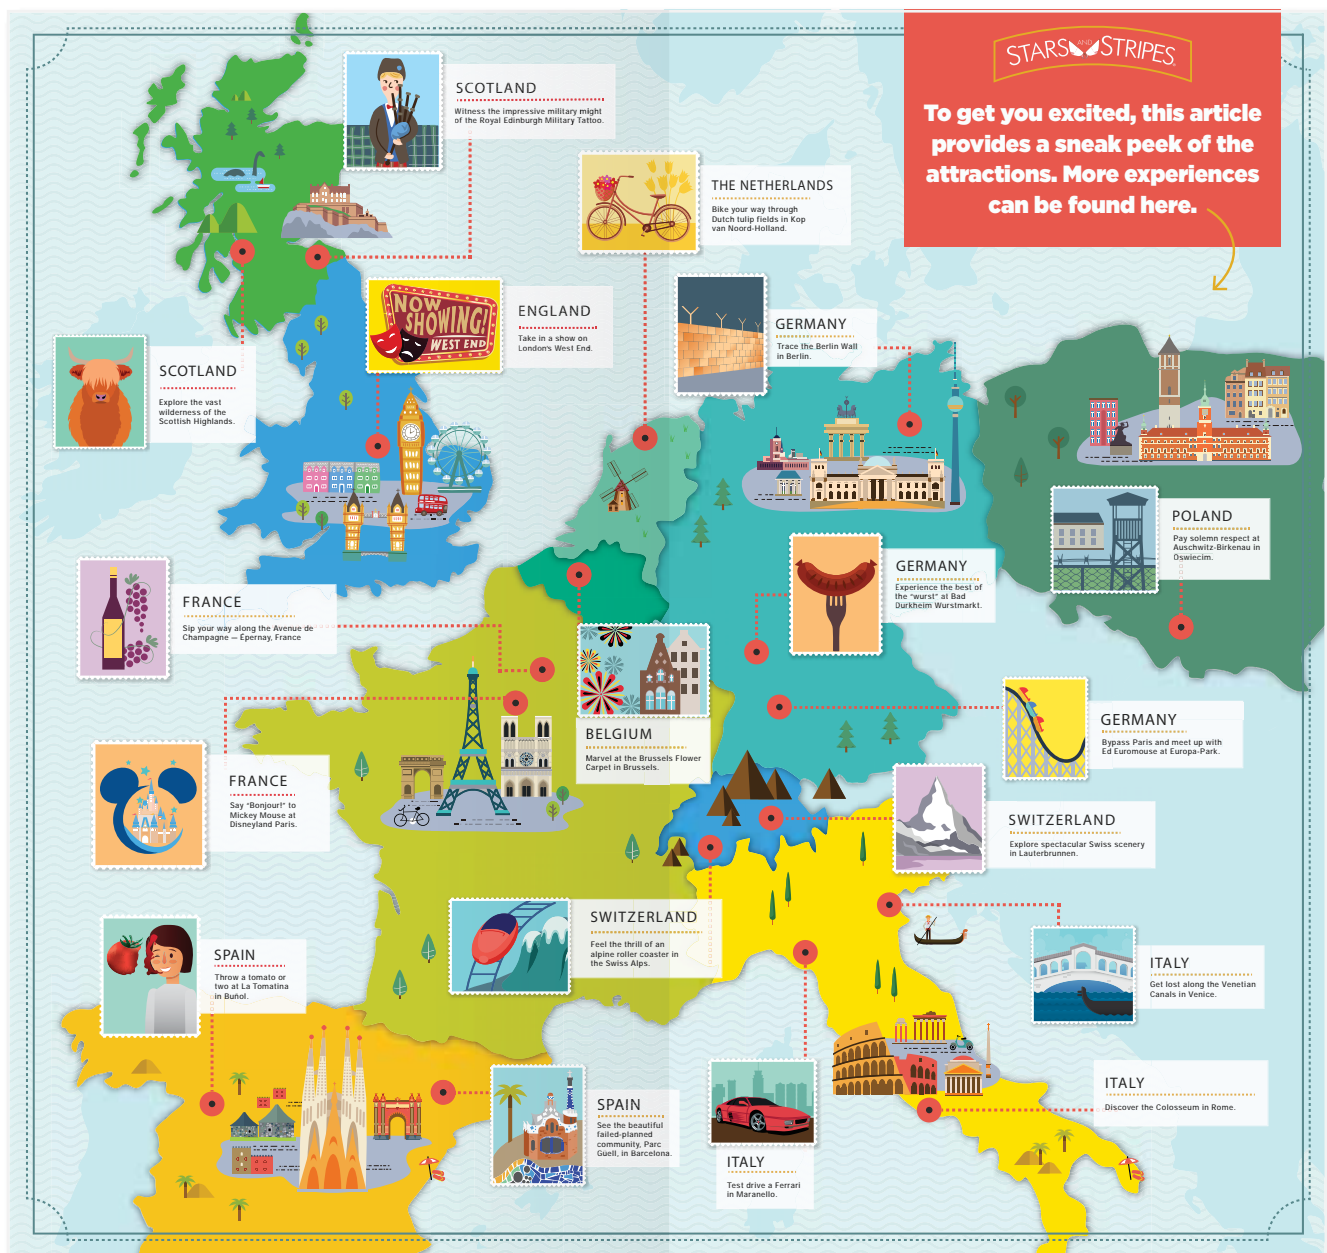 STARS AND STRIPES
To get you excited, this article
provides a sneak peek of the
attractions. More experiences
can be found here.
SCOTLAND
Witness the impressive military might
of the Royal Edinburgh Military Tattoo.
THE NETHERLANDS
Bike your way through
Dutch tulip fields in Kop
van Noord-Holland.
NOW
SHOWING!
WEST END
ENGLAND
Take in a show on
London's West End.
GERMANY
Trace the Berlin Wall
in Berlin.
SCOTLAND
Explore the vast
wilderness of the
Scottish Highlands.
POLAND
Pay solemn respect at
Auschwitz-Birkenau in
Oswiecim.
GERMANY
Experience the best of
the "wurst" at Bad
Durkheim Wurstmarkt.
FRANCE
Sip your way along the Avenue de
Champagne — Épernay, France
GERMANY
Bypass Paris and meet up with
Ed Euromouse at Europa-Park.
BELGIUM
Marvel at the Brussels Flower
Carpet in Brussels.
FRANCE
Say "Bonjour!" to
Mickey Mouse at
Disneyland Paris.
SWITZERLAND
Explore spectacular Swiss scenery
in Lauterbrunnen.
SWITZERLAND
Feel the thrill of an
alpine roller coaster in
the Swiss Alps.
SPAIN
Throw a tomato or
two at La Tomatina
in Buñol.
ITALY
Get lost along the Venetian
Canals in Venice.
ITALY
Discover the Colosseum in Rome.
SPAIN
See the beautiful
failed-planned
community, Parc
Güell, in Barcelona.
ITALY
Test drive a Ferrari
in Maranello.